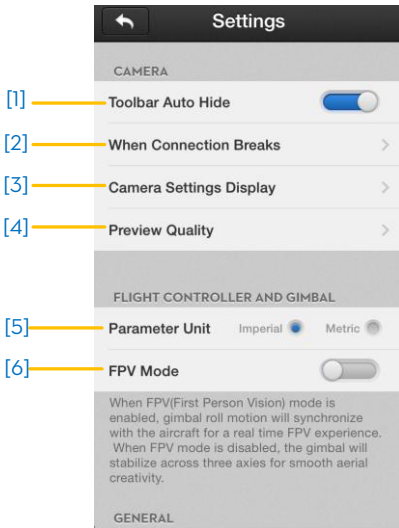 Settings
CAMERA
[1] Toolbar Auto Hide
[2] When Connection Breaks
[3] Camera Settings Display
[4] Preview Quality
FLIGHT CONTROLLER AND GIMBAL
[5] Parameter Unit Imperial Metric
[6] FPV Mode
When FPV(First Person Vision) mode is
enabled, gimbal roll motion will synchronize
with the aircraft for a real time FPV experience.
When FPV mode is disabled, the gimbal will
stabilize across three axies for smooth aerial
creativity.
GENERAL